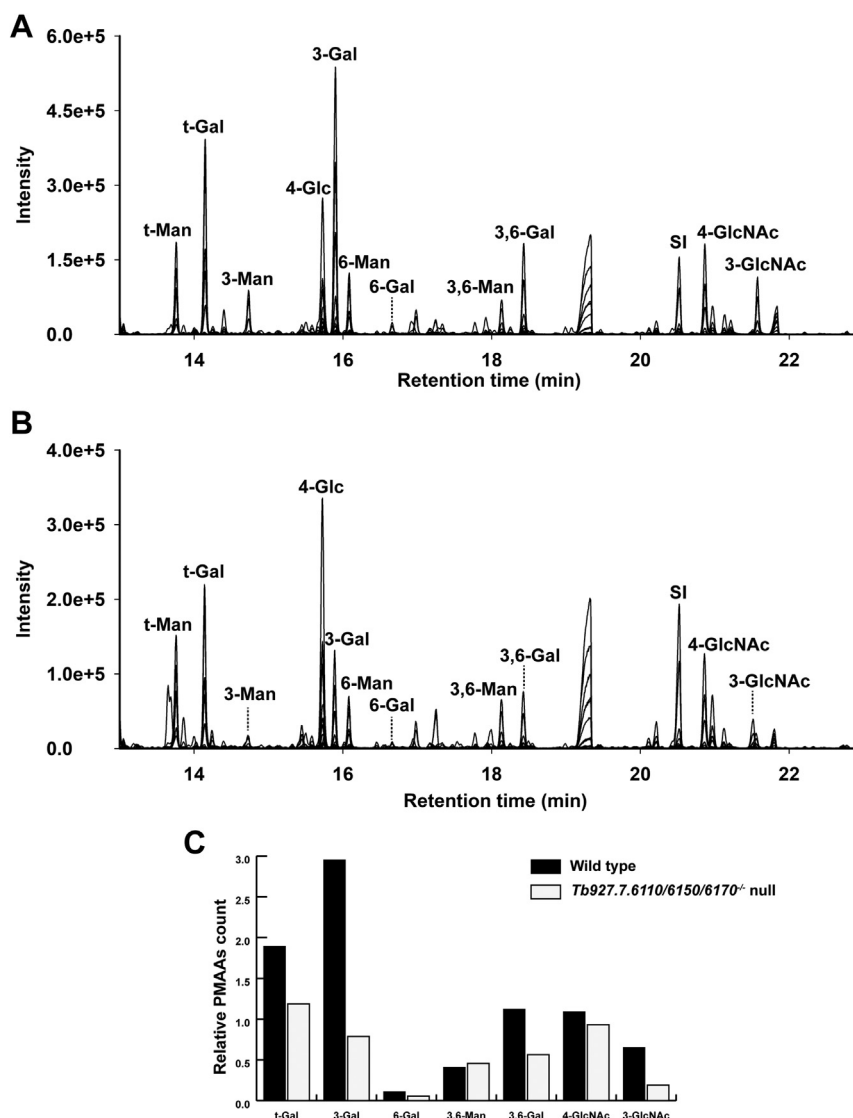 A
6.0e+5
4.5e+5
3.0e+5
1.5e+5
0.0
Intensity
t-Man
t-Gal
3-Man
4-Glc
3-Gal
6-Man
6-Gal
3,6-Man
3,6-Gal
SI
4-GlcNAc
3-GlcNAc
14 16 18 20 22
Retention time (min)
B
4.0e+5
3.0e+5
2.0e+5
1.0e+5
0.0
Intensity
t-Man
t-Gal
3-Man
4-Glc
3-Gal
6-Man
6-Gal
3,6-Man
3,6-Gal
SI
4-GlcNAc
3-GlcNAc
14 16 18 20 22
Retention time (min)
C
3.0
2.0
1.5
1.0
0.5
0.0
Relative PMAAs count
Wild type
Tb927.7.6110/6150/6170-/- null
t-Gal 3-Gal 6-Gal 3,6-Man 3,6-Gal 4-GlcNAc 3-GlcNAc